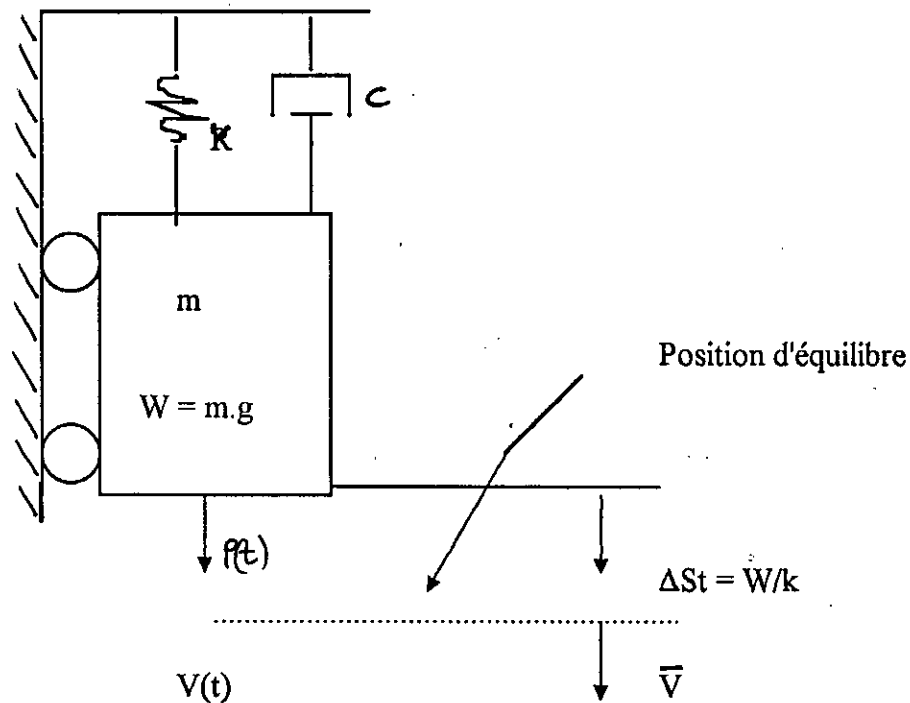 C
K
m
Position d'équilibre
W = m.g
P(t)
ΔSt = W/k
V(t)
V̅